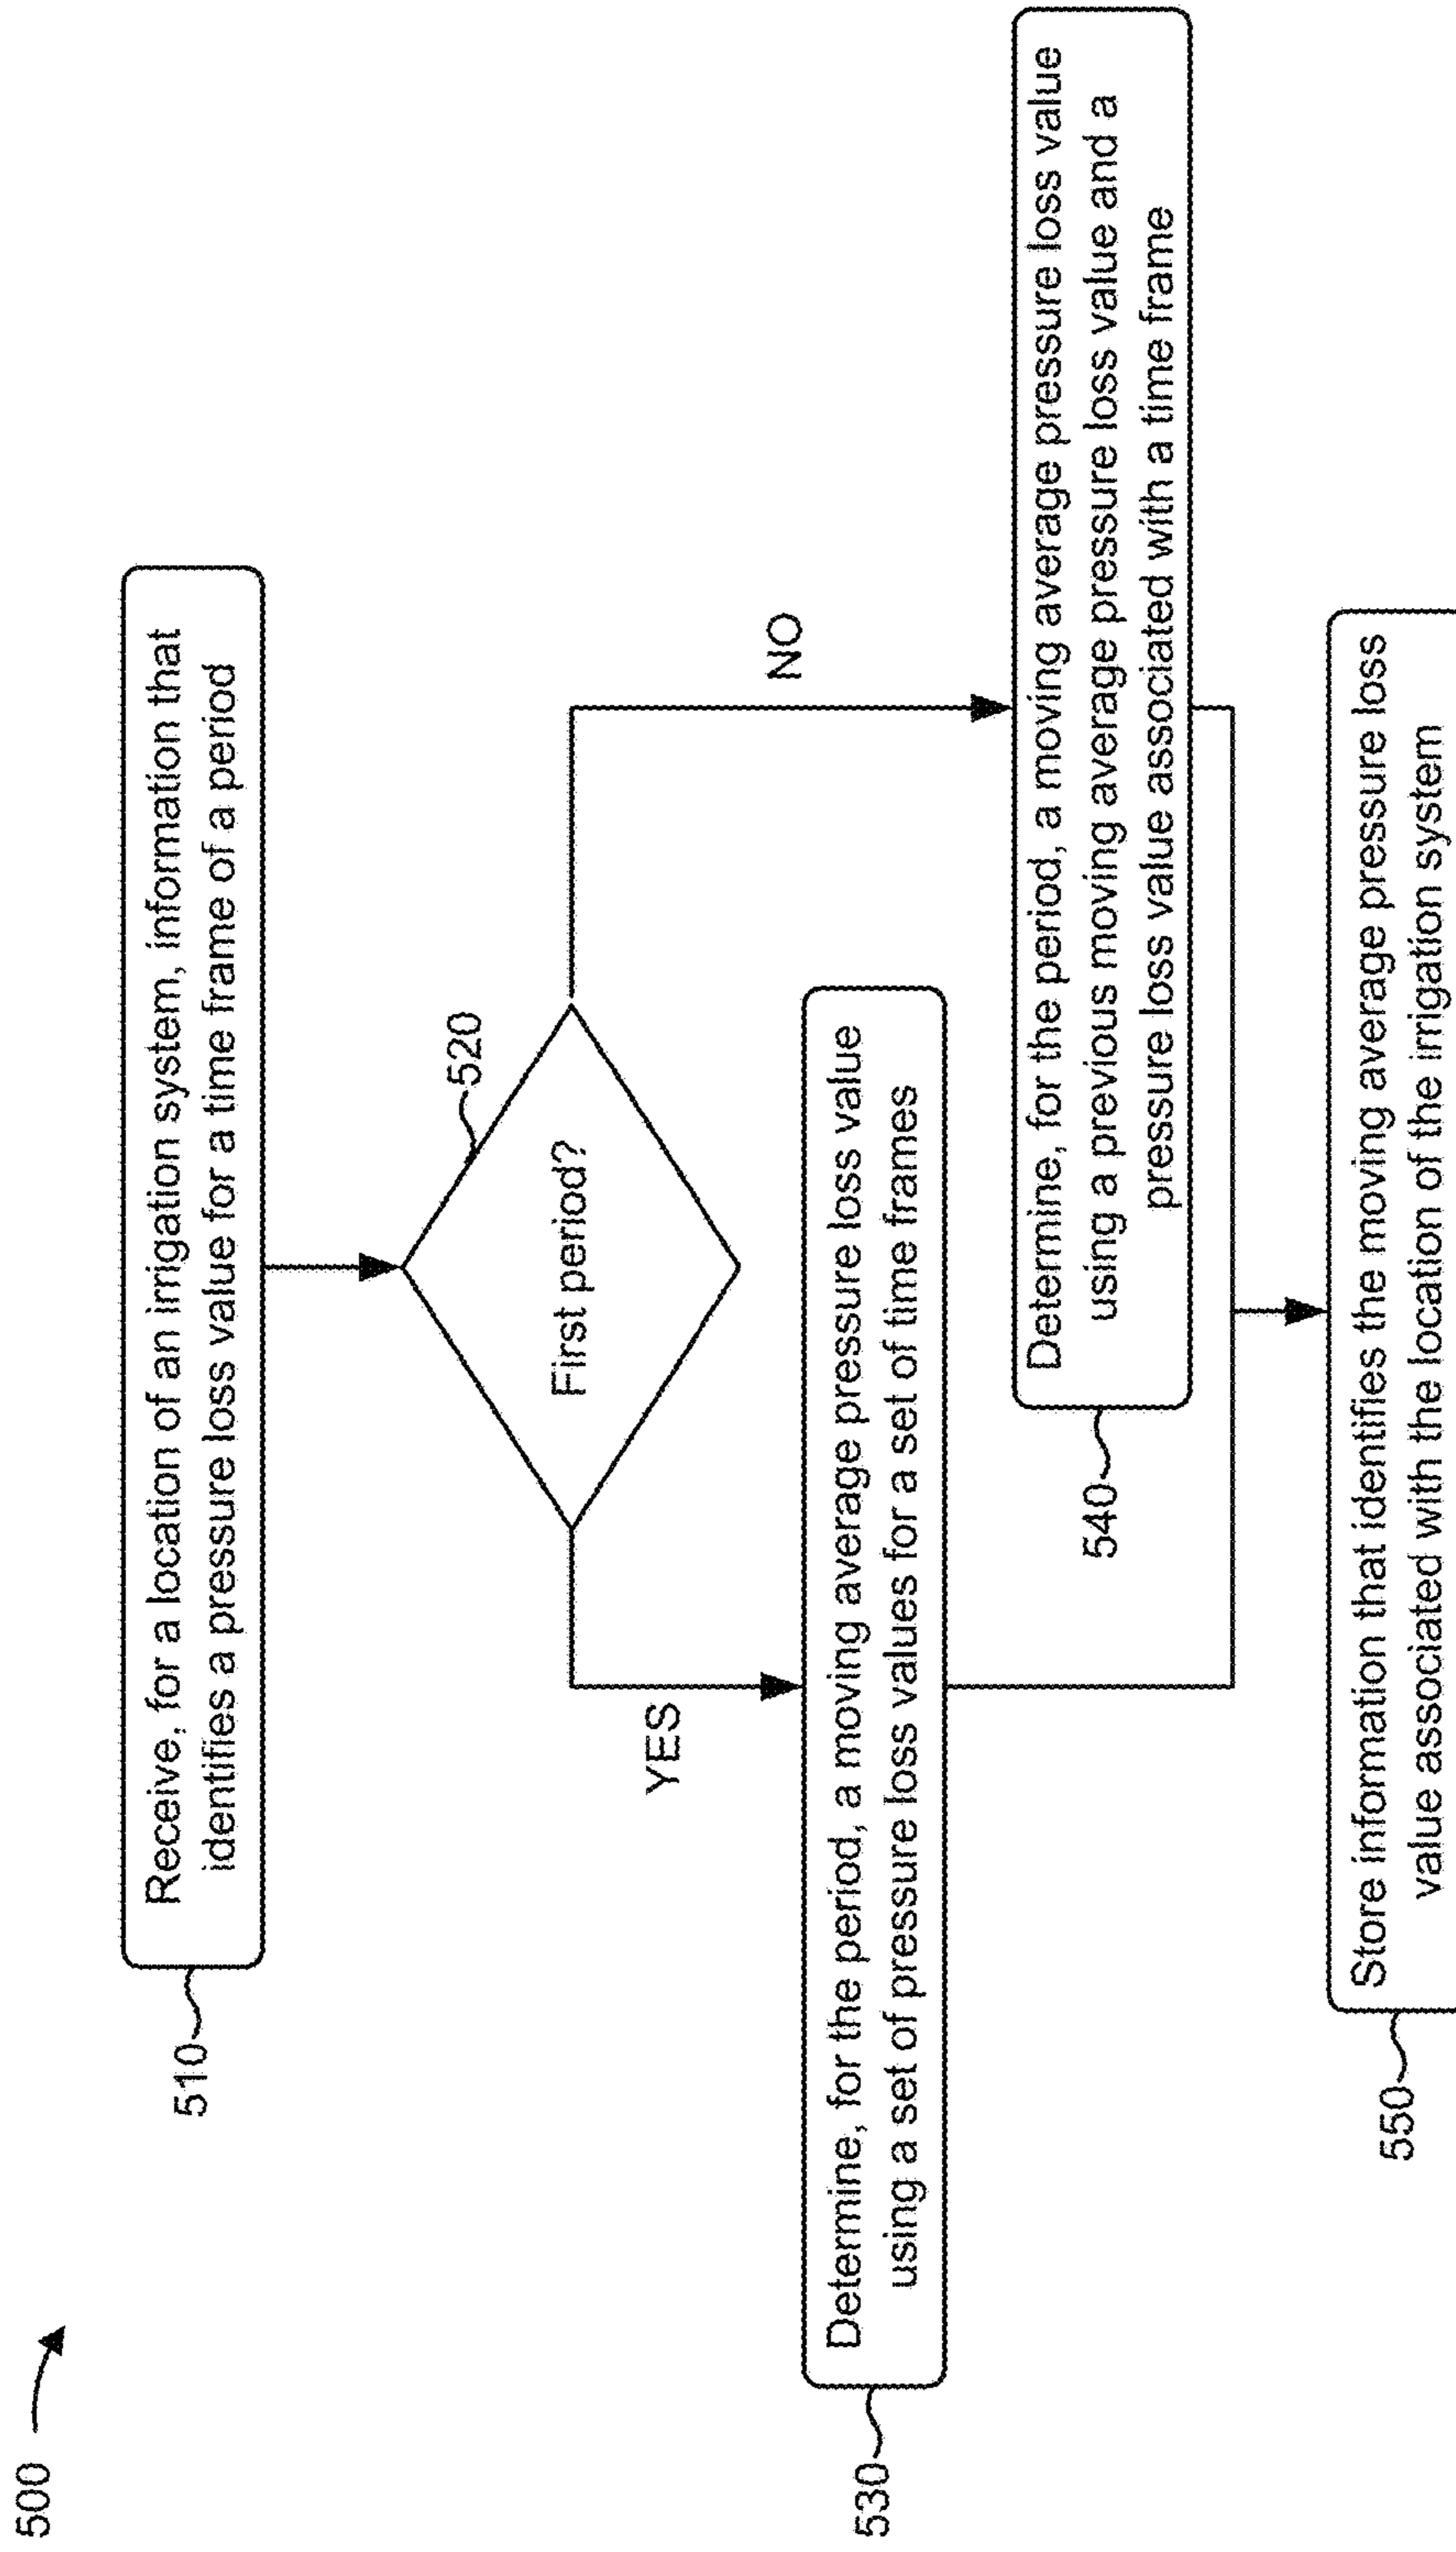 500
510
Receive, for a location of an irrigation system, information that
identifies a pressure loss value for a time frame of a period
520
First period?
YES
NO
530
Determine, for the period, a moving average pressure loss value
using a set of pressure loss values for a set of time frames
540
Determine, for the period, a moving average pressure loss value
using a previous moving average pressure loss value and a
pressure loss value associated with a time frame
550
Store information that identifies the moving average pressure loss
value associated with the location of the irrigation system